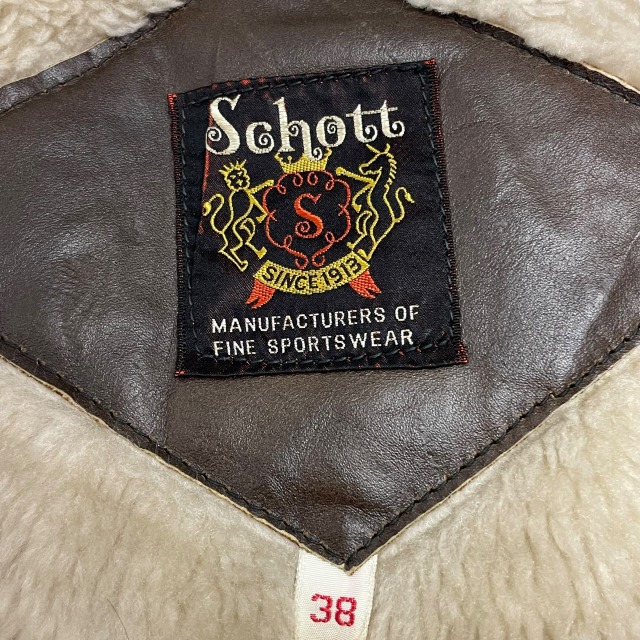 Schott
S
SINCE 1913
MANUFACTURERS OF
FINE SPORTSWEAR
38